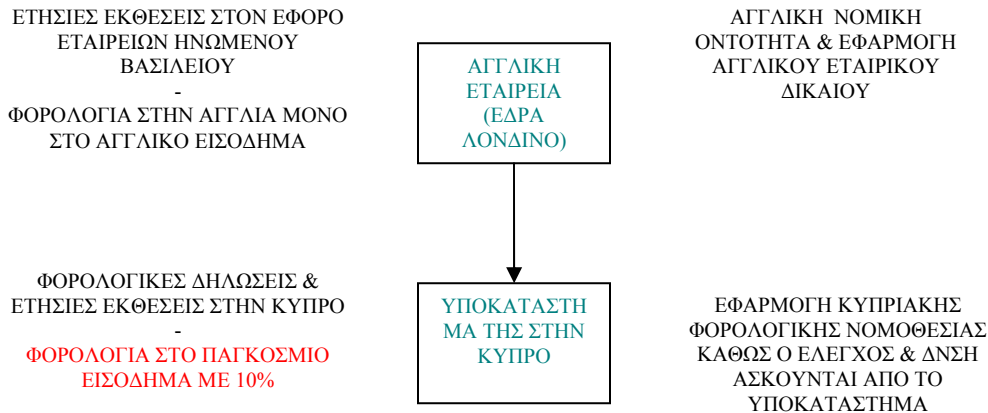 ΕΤΗΣΙΕΣ ΕΚΘΕΣΕΙΣ ΣΤΟΝ ΕΦΟΡΟ
ΕΤΑΙΡΕΙΩΝ ΗΝΩΜΕΝΟΥ
ΒΑΣΙΛΕΙΟΥ
-
ΦΟΡΟΛΟΓΙΑ ΣΤΗΝ ΑΓΓΛΙΑ ΜΟΝΟ
ΣΤΟ ΑΓΓΛΙΚΟ ΕΙΣΟΔΗΜΑ
ΑΓΓΛΙΚΗ
ΕΤΑΙΡΕΙΑ
(ΕΔΡΑ
ΛΟΝΔΙΝΟ)
ΑΓΓΛΙΚΗ ΝΟΜΙΚΗ
ΟΝΤΟΤΗΤΑ & ΕΦΑΡΜΟΓΗ
ΑΓΓΛΙΚΟΥ ΕΤΑΙΡΙΚΟΥ
ΔΙΚΑΙΟΥ
ΦΟΡΟΛΟΓΙΚΕΣ ΔΗΛΩΣΕΙΣ &
ΕΤΗΣΙΕΣ ΕΚΘΕΣΕΙΣ ΣΤΗΝ ΚΥΠΡΟ
-
ΦΟΡΟΛΟΓΙΑ ΣΤΟ ΠΑΓΚΟΣΜΙΟ
ΕΙΣΟΔΗΜΑ ΜΕ 10%
ΥΠΟΚΑΤΑΣΤΗ
ΜΑ ΤΗΣ ΣΤΗΝ
ΚΥΠΡΟ
ΕΦΑΡΜΟΓΗ ΚΥΠΡΙΑΚΗΣ
ΦΟΡΟΛΟΓΙΚΗΣ ΝΟΜΟΘΕΣΙΑΣ
ΚΑΘΩΣ Ο ΕΛΕΓΧΟΣ & ΔΝΣΗ
ΑΣΚΟΥΝΤΑΙ ΑΠΟ ΤΟ
ΥΠΟΚΑΤΑΣΤΗΜΑ